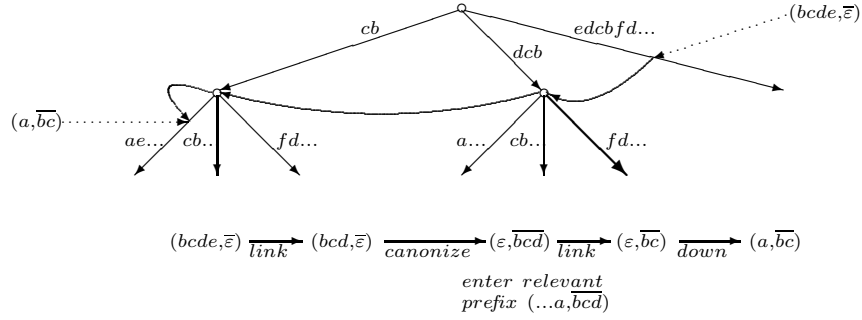 cb
dcb
edcbfd...
(bcde,ε̅)
(a,b̅c̅)
ae...
cb...
fd...
a...
cb...
fd...
(bcde,ε̅) link (bcd,ε̅) canonize (ε,b̅c̅d̅) link (ε,b̅c̅) down (a,b̅c̅)
enter relevant
prefix (...a,b̅c̅d̅)